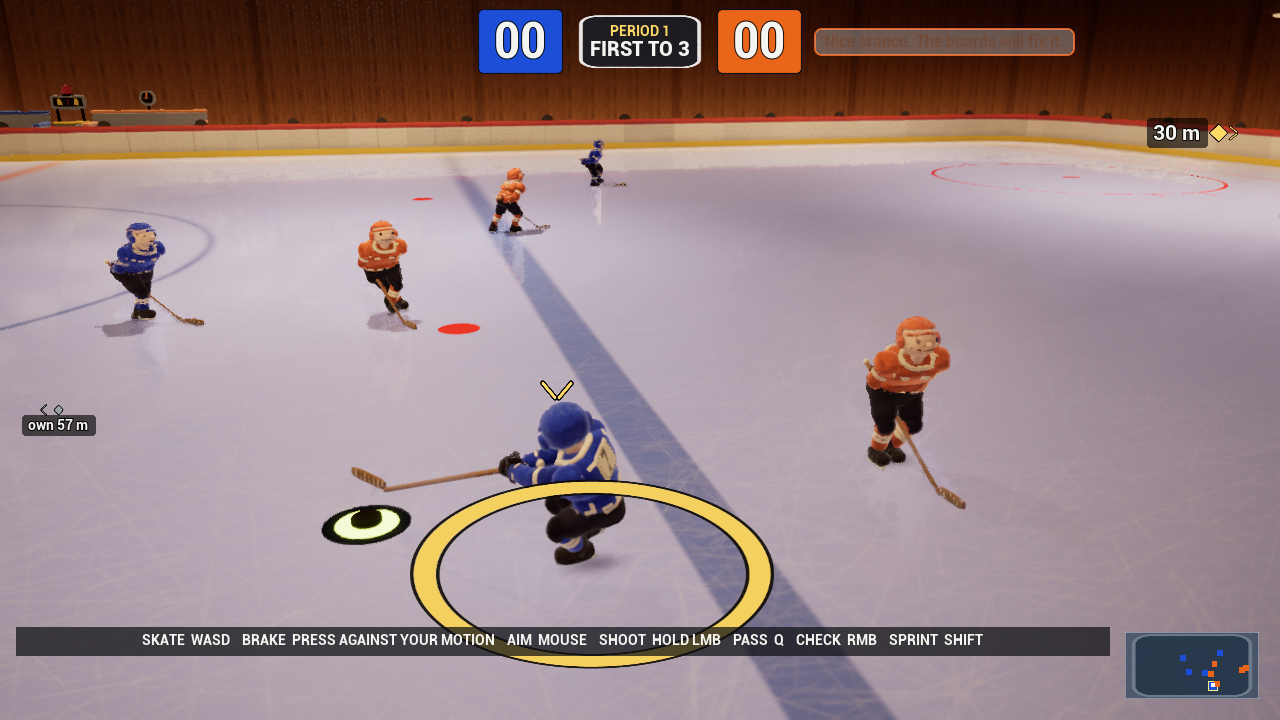 00
PERIOD 1
FIRST TO 3
00
Nice stance. The boards will fix it.
30 m
own 57 m
SKATE WASD BRAKE PRESS AGAINST YOUR MOTION AIM MOUSE SHOOT HOLD LMB PASS Q CHECK RMB SPRINT SHIFT